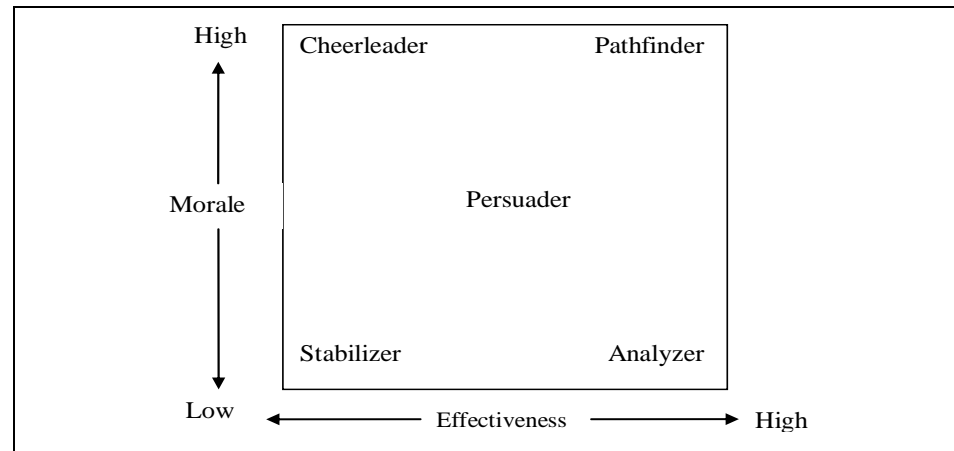 High
Cheerleader Pathfinder
Morale
Persuader
Stabilizer Analyzer
Low
Effectiveness
High